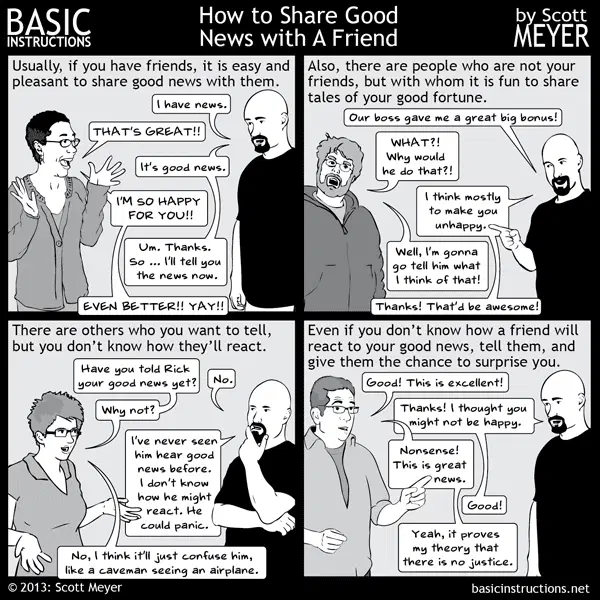 BASIC
INSTRUCTIONS
How to Share Good
News with A Friend
by Scott
MEYER
Usually, if you have friends, it is easy and
pleasant to share good news with them.
I have news.
THAT'S GREAT!!
It's good news.
I'M SO HAPPY
FOR YOU!!
Um. Thanks.
So ... I'll tell you
the news now.
EVEN BETTER!! YAY!!
Also, there are people who are not your
friends, but with whom it is fun to share
tales of your good fortune.
Our boss gave me a great big bonus!
WHAT?!
Why would
he do that?!
I think mostly
to make you
unhappy.
Well, I'm gonna
go tell him what
I think of that!
Thanks! That'd be awesome!
There are others who you want to tell,
but you don't know how they'll react.
Have you told Rick
your good news yet?
No.
Why not?
I've never seen
him hear good
news before.
I don't know
how he might
react. He
could panic.
No, I think it'll just confuse him,
like a caveman seeing an airplane.
Even if you don't know how a friend will
react to your good news, tell them, and
give them the chance to surprise you.
Good! This is excellent!
Thanks! I thought you
might not be happy.
Nonsense!
This is great
news.
Good!
Yeah, it proves
my theory that
there is no justice.
© 2013: Scott Meyer
basicinstructions.net